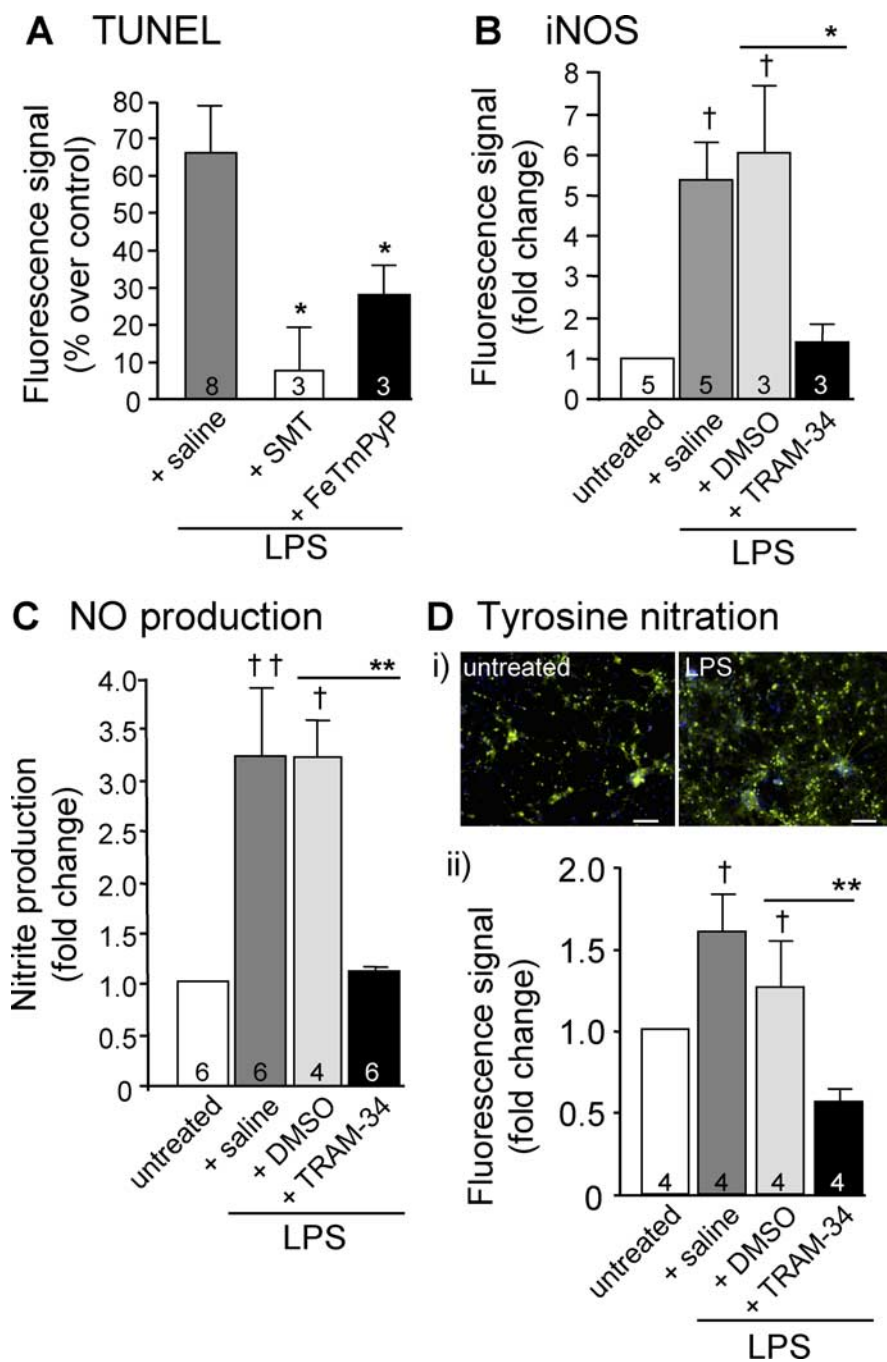 A TUNEL
Fluorescence signal
(% over control)
80
70
60
50
40
30
20
10
0
*
*
8
3
3
+ saline
+ SMT
+ FeTmPyP
LPS
B iNOS
Fluorescence signal
(fold change)
8
7
6
5
4
3
2
1
0
*
†
†
5
5
3
3
untreated
+ saline
+ DMSO
+ TRAM-34
LPS
C NO production
Nitrite production
(fold change)
4.0
3.5
3.0
2.5
2.0
1.5
1.0
0.5
0
† †
†
**
6
6
4
6
untreated
+ saline
+ DMSO
+ TRAM-34
LPS
D Tyrosine nitration
i)
untreated
LPS
ii)
Fluorescence signal
(fold change)
2.0
1.5
1.0
0.5
0
†
†
**
4
4
4
4
untreated
+ saline
+ DMSO
+ TRAM-34
LPS